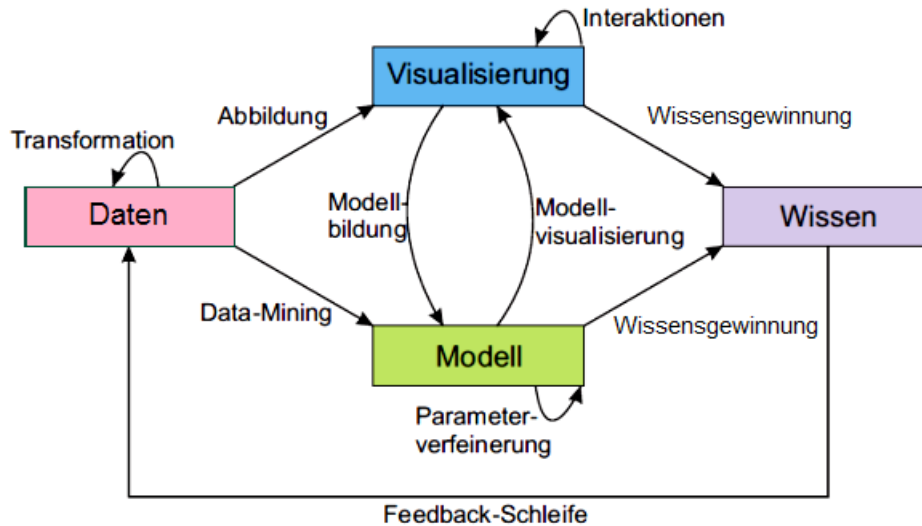 Interaktionen
Visualisierung
Abbildung
Wissensgewinnung
Transformation
Daten
Modell-
bildung
Modell-
visualisierung
Wissen
Data-Mining
Wissensgewinnung
Modell
Parameter-
verfeinerung
Feedback-Schleife